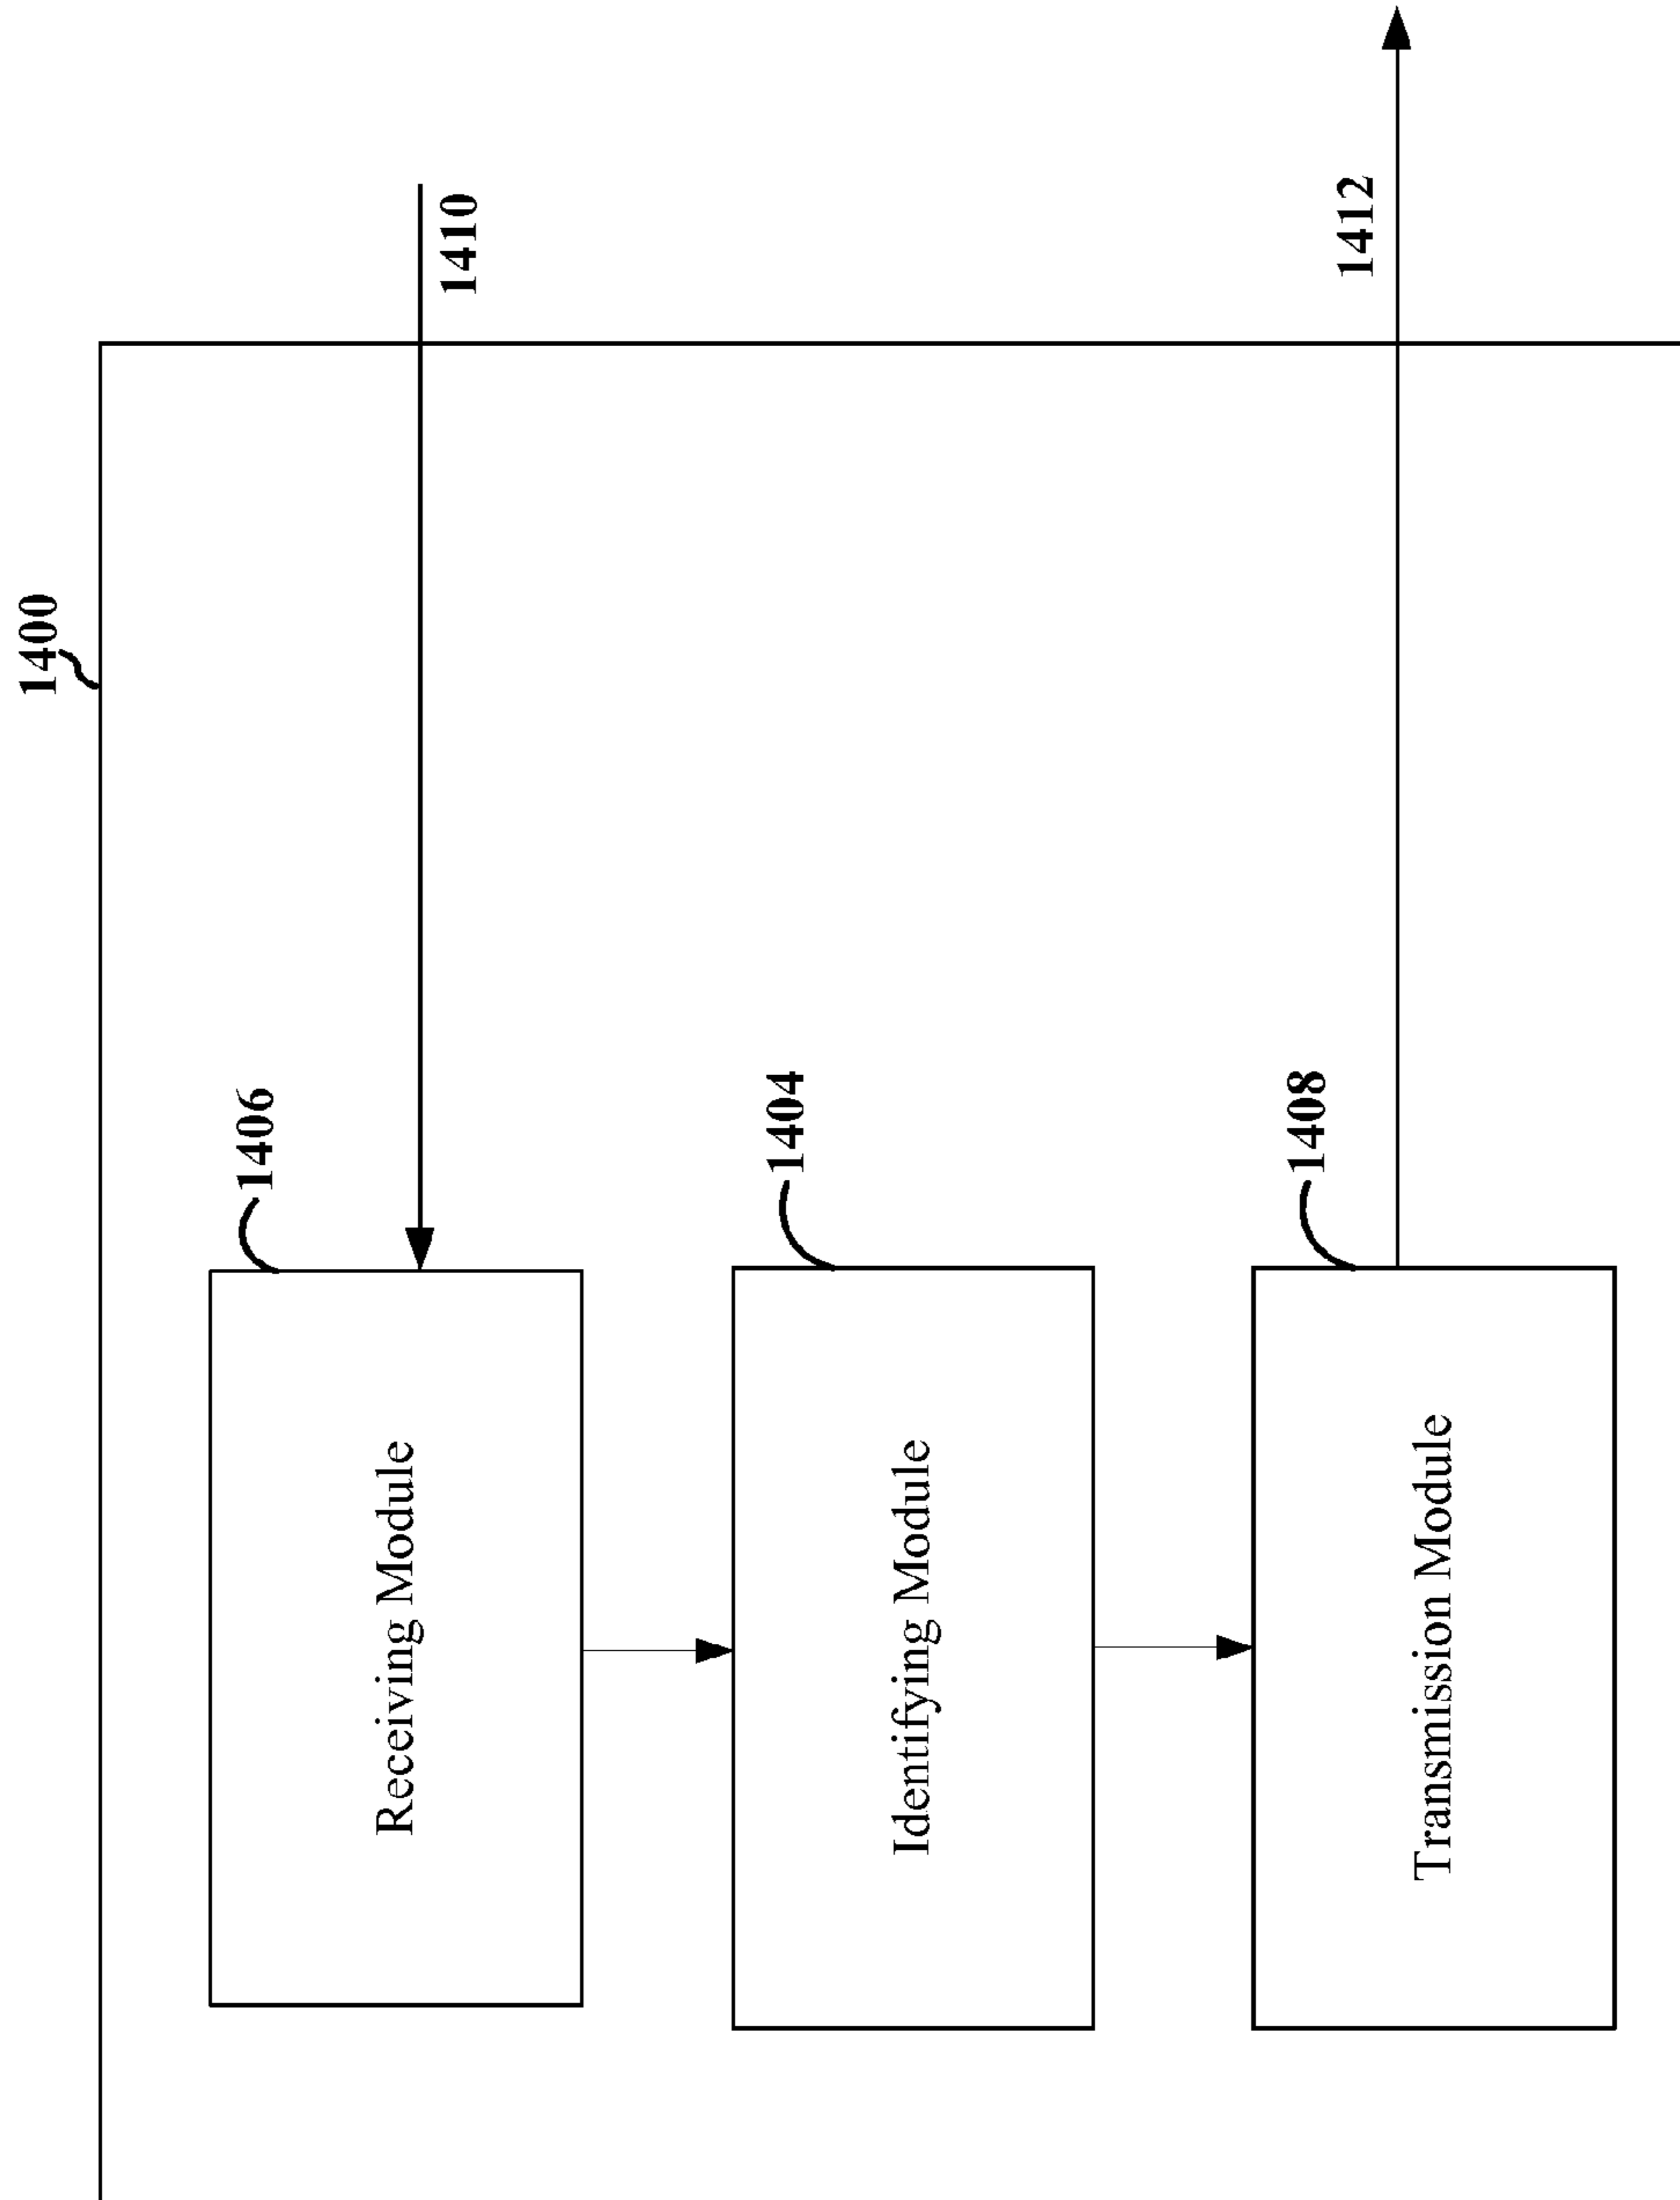 1400
1410
1406
Receiving Module
1404
Identifying Module
1412
1408
Transmission Module